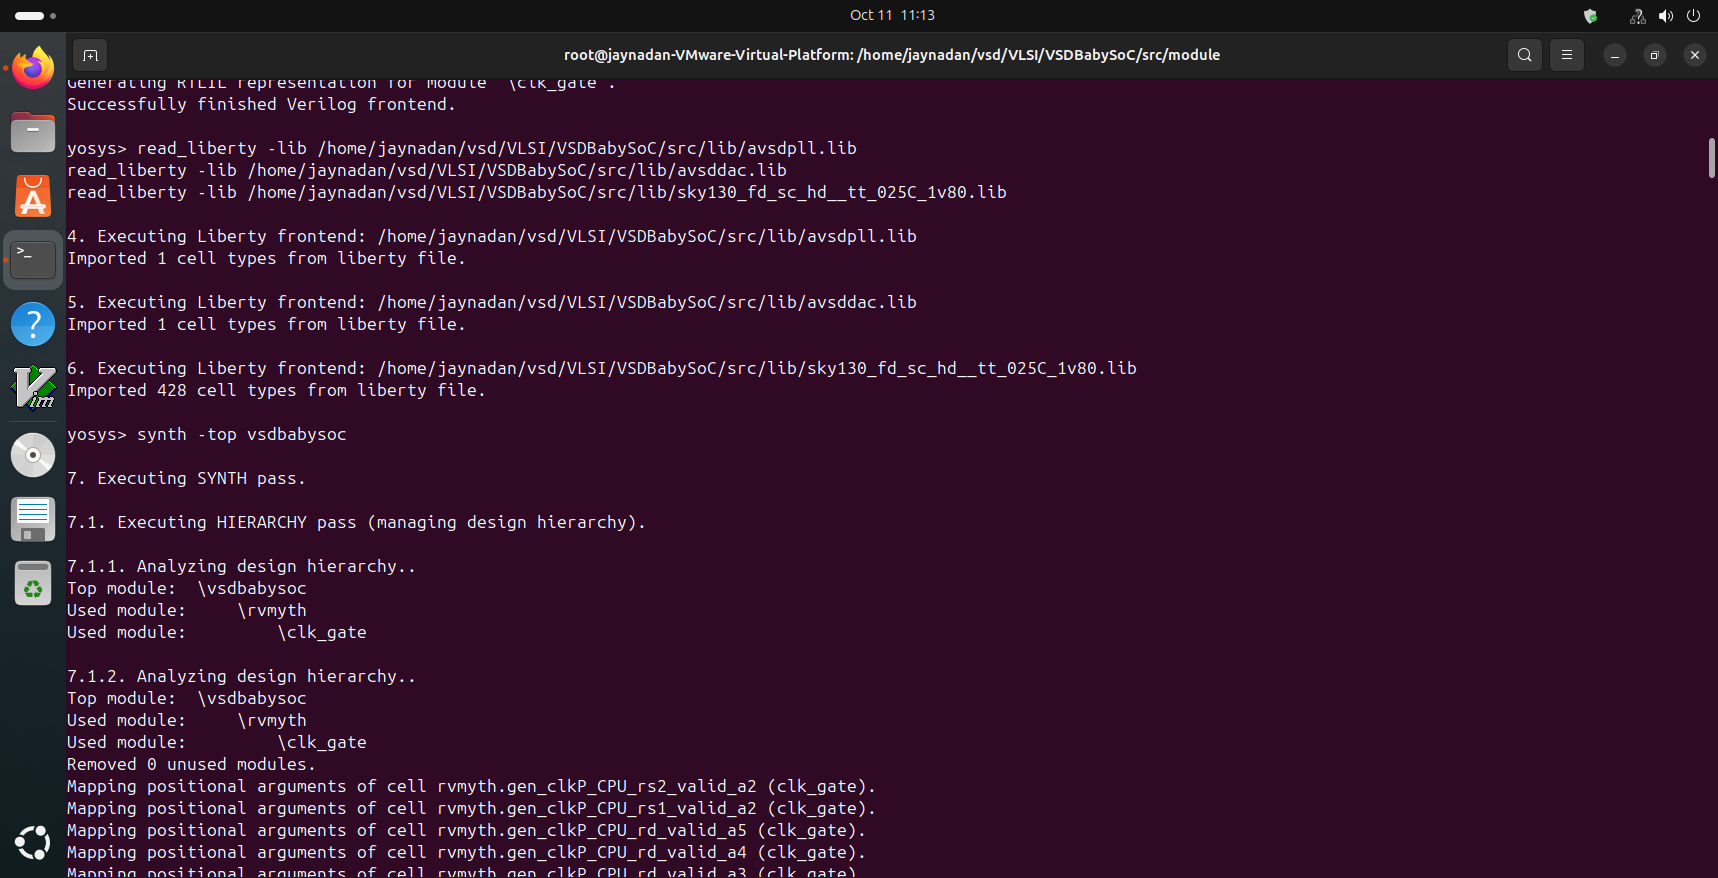 Oct 11 11:13
root@jaynadan-VMware-Virtual-Platform: /home/jaynadan/vsd/VLSI/VSDBabySoC/src/module
Generating RTLIL representation for module `\clk_gate'.
Successfully finished Verilog frontend.
yosys> read_liberty -lib /home/jaynadan/vsd/VLSI/VSDBabySoC/src/lib/avsdpll.lib
read_liberty -lib /home/jaynadan/vsd/VLSI/VSDBabySoC/src/lib/avsddac.lib
read_liberty -lib /home/jaynadan/vsd/VLSI/VSDBabySoC/src/lib/sky130_fd_sc_hd__tt_025C_1v80.lib
4. Executing Liberty frontend: /home/jaynadan/vsd/VLSI/VSDBabySoC/src/lib/avsdpll.lib
Imported 1 cell types from liberty file.
5. Executing Liberty frontend: /home/jaynadan/vsd/VLSI/VSDBabySoC/src/lib/avsddac.lib
Imported 1 cell types from liberty file.
6. Executing Liberty frontend: /home/jaynadan/vsd/VLSI/VSDBabySoC/src/lib/sky130_fd_sc_hd__tt_025C_1v80.lib
Imported 428 cell types from liberty file.
yosys> synth -top vsdbabysoc
7. Executing SYNTH pass.
7.1. Executing HIERARCHY pass (managing design hierarchy).
7.1.1. Analyzing design hierarchy..
Top module:  \vsdbabysoc
Used module:     \rvmyth
Used module:         \clk_gate
7.1.2. Analyzing design hierarchy..
Top module:  \vsdbabysoc
Used module:     \rvmyth
Used module:         \clk_gate
Removed 0 unused modules.
Mapping positional arguments of cell rvmyth.gen_clkP_CPU_rs2_valid_a2 (clk_gate).
Mapping positional arguments of cell rvmyth.gen_clkP_CPU_rs1_valid_a2 (clk_gate).
Mapping positional arguments of cell rvmyth.gen_clkP_CPU_rd_valid_a5 (clk_gate).
Mapping positional arguments of cell rvmyth.gen_clkP_CPU_rd_valid_a4 (clk_gate).
Mapping positional arguments of cell rvmyth.gen_clkP_CPU_rd_valid_a3 (clk_gate).